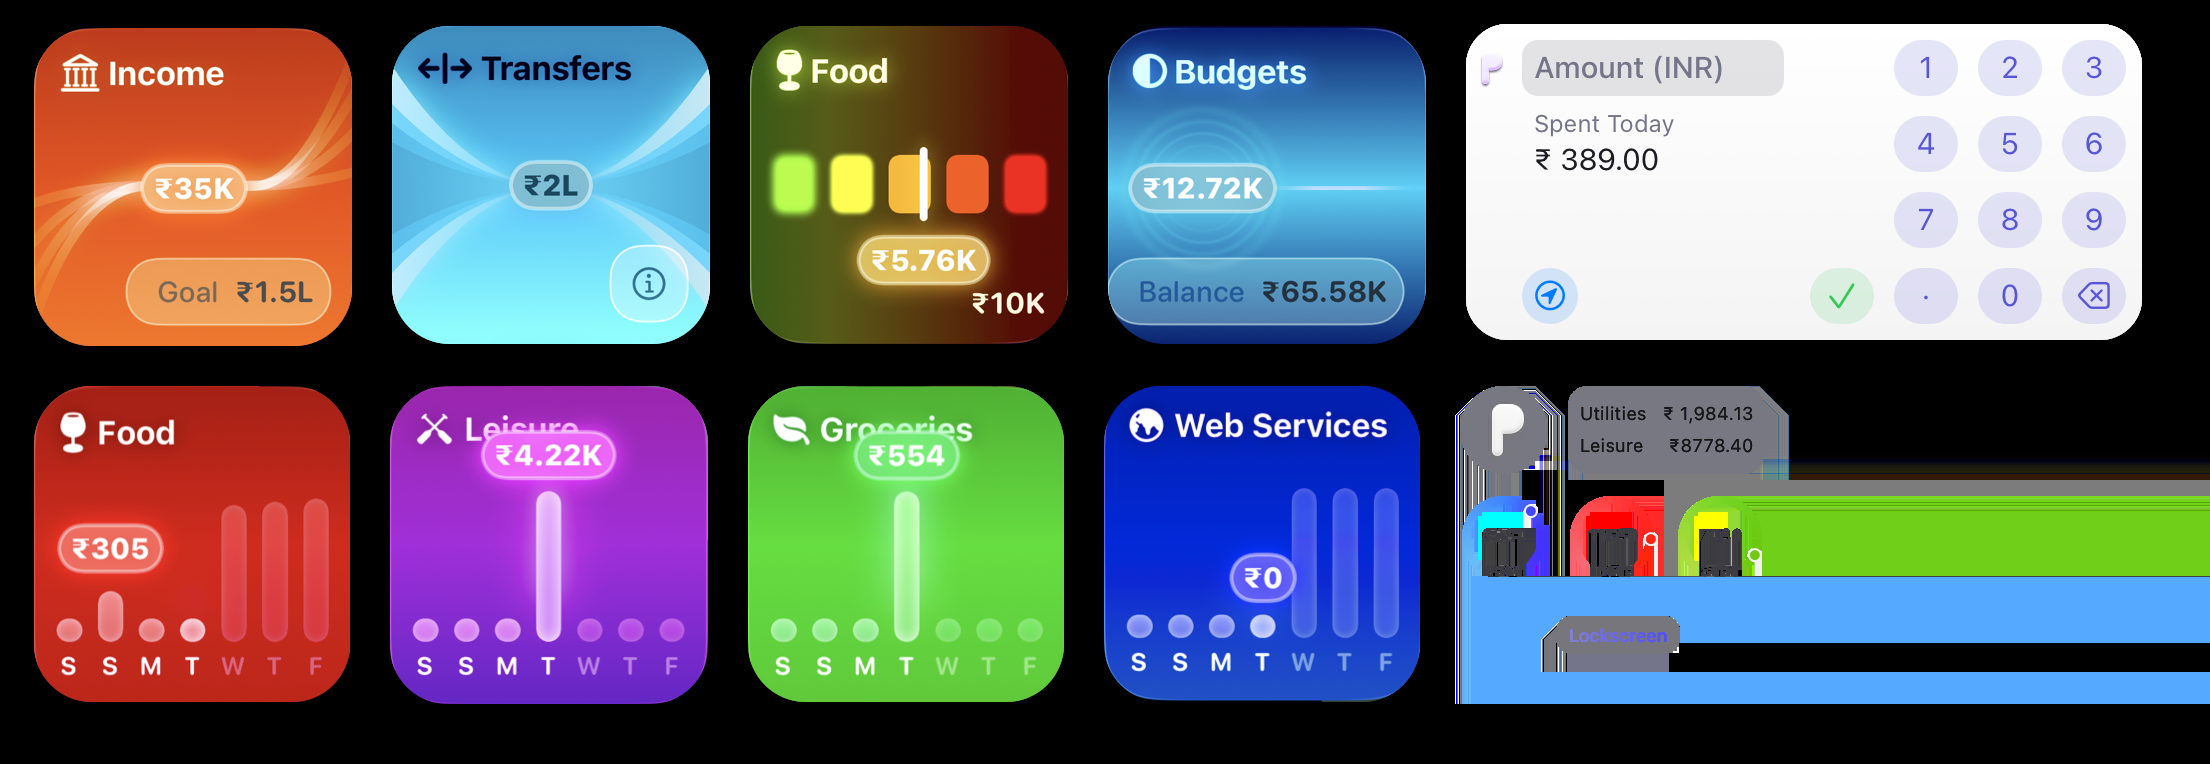 Income
₹35K
Goal ₹1.5L
Transfers
₹2L
Food
₹5.76K
₹10K
Budgets
₹12.72K
Balance ₹65.58K
Amount (INR)
Spent Today
₹ 389.00
1 2 3
4 5 6
7 8 9
. 0
Food
₹305
S S M T W T F
Leisure
₹4.22K
S S M T W T F
Groceries
₹554
S S M T W T F
Web Services
₹0
S S M T W T F
Utilities ₹ 1,984.13
Leisure ₹8778.40
Lockscreen